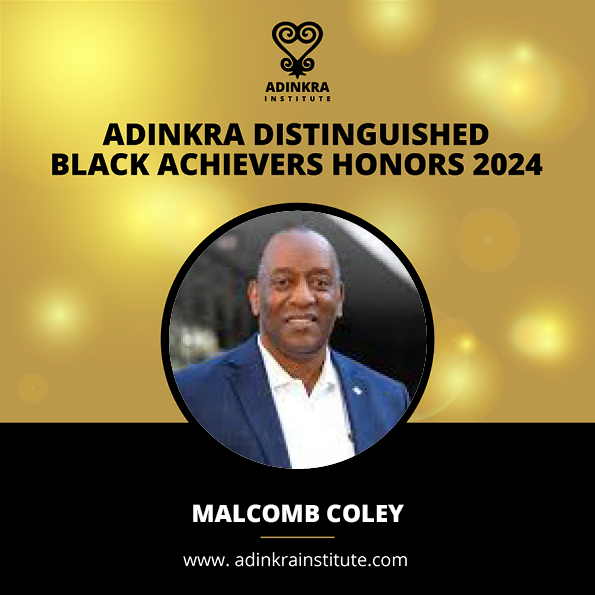 ADINKRA
INSTITUTE
ADINKRA DISTINGUISHED
BLACK ACHIEVERS HONORS 2024
MALCOMB COLEY
www. adinkrainstitute.com